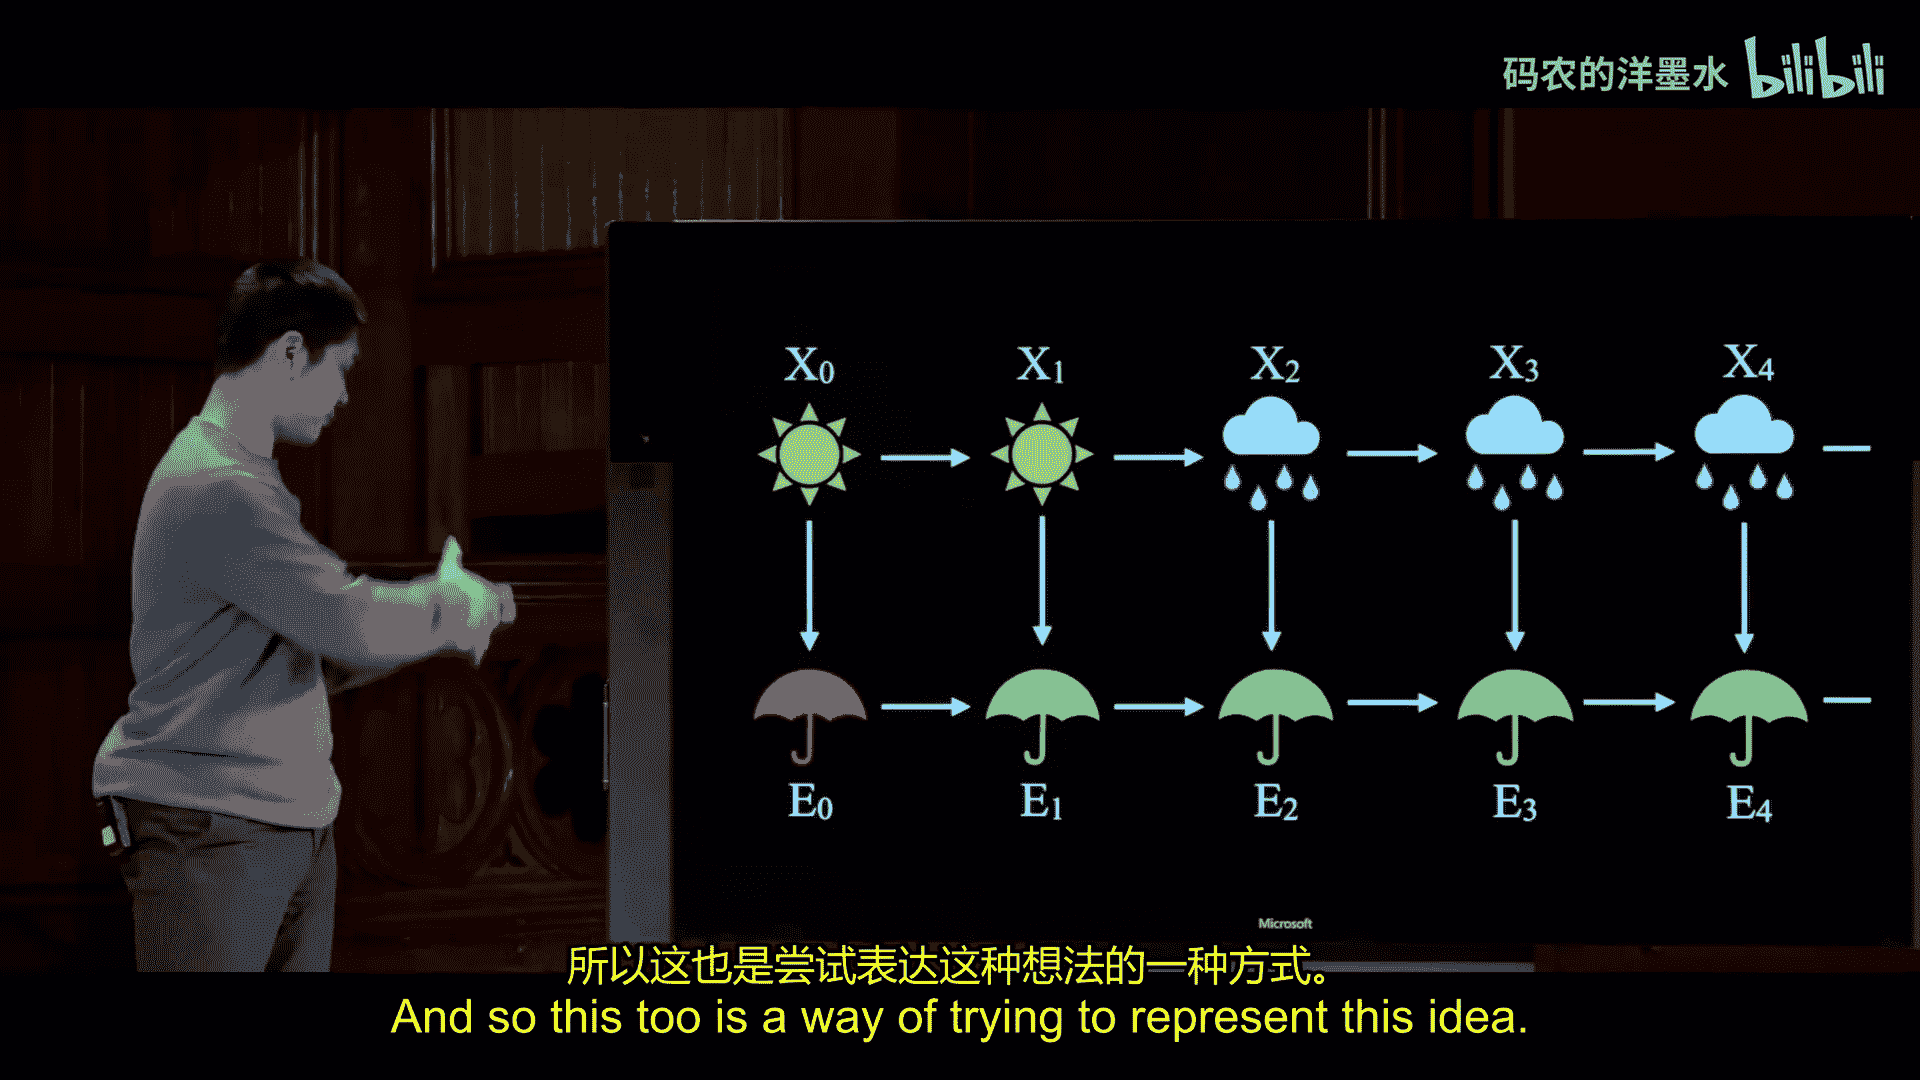 码农的洋墨水 bilibili
X0 X1 X2 X3 X4
E0 E1 E2 E3 E4
Microsoft
所以这也是尝试表达这种想法的一种方式。
And so this too is a way of trying to represent this idea.